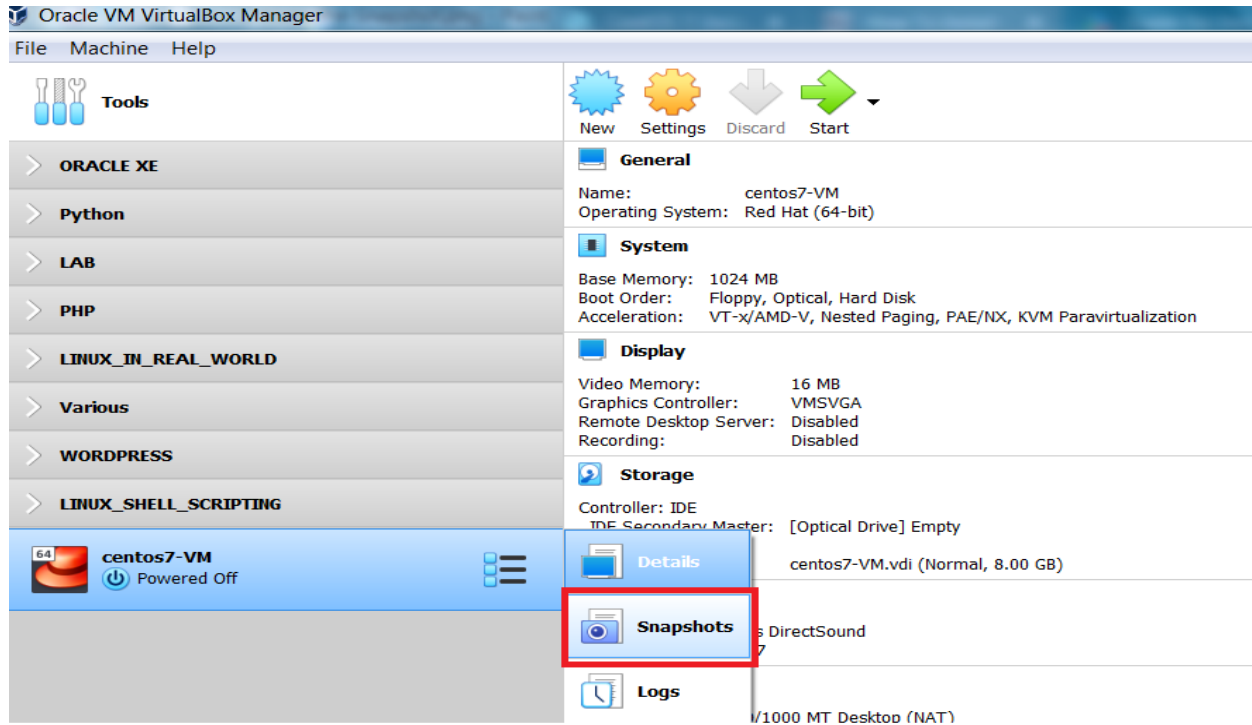 Oracle VM VirtualBox Manager
File Machine Help
Tools
ORACLE XE
Python
LAB
PHP
LINUX_IN_REAL_WORLD
Various
WORDPRESS
LINUX_SHELL_SCRIPTING
64
centos7-VM
Powered Off
New Settings Discard Start
General
Name: centos7-VM
Operating System: Red Hat (64-bit)
System
Base Memory: 1024 MB
Boot Order: Floppy, Optical, Hard Disk
Acceleration: VT-x/AMD-V, Nested Paging, PAE/NX, KVM Paravirtualization
Display
Video Memory: 16 MB
Graphics Controller: VMSVGA
Remote Desktop Server: Disabled
Recording: Disabled
Storage
Controller: IDE
IDE Secondary Master: [Optical Drive] Empty
Details
centos7-VM.vdi (Normal, 8.00 GB)
Snapshots
DirectSound
Logs
/1000 MT Desktop (NAT)